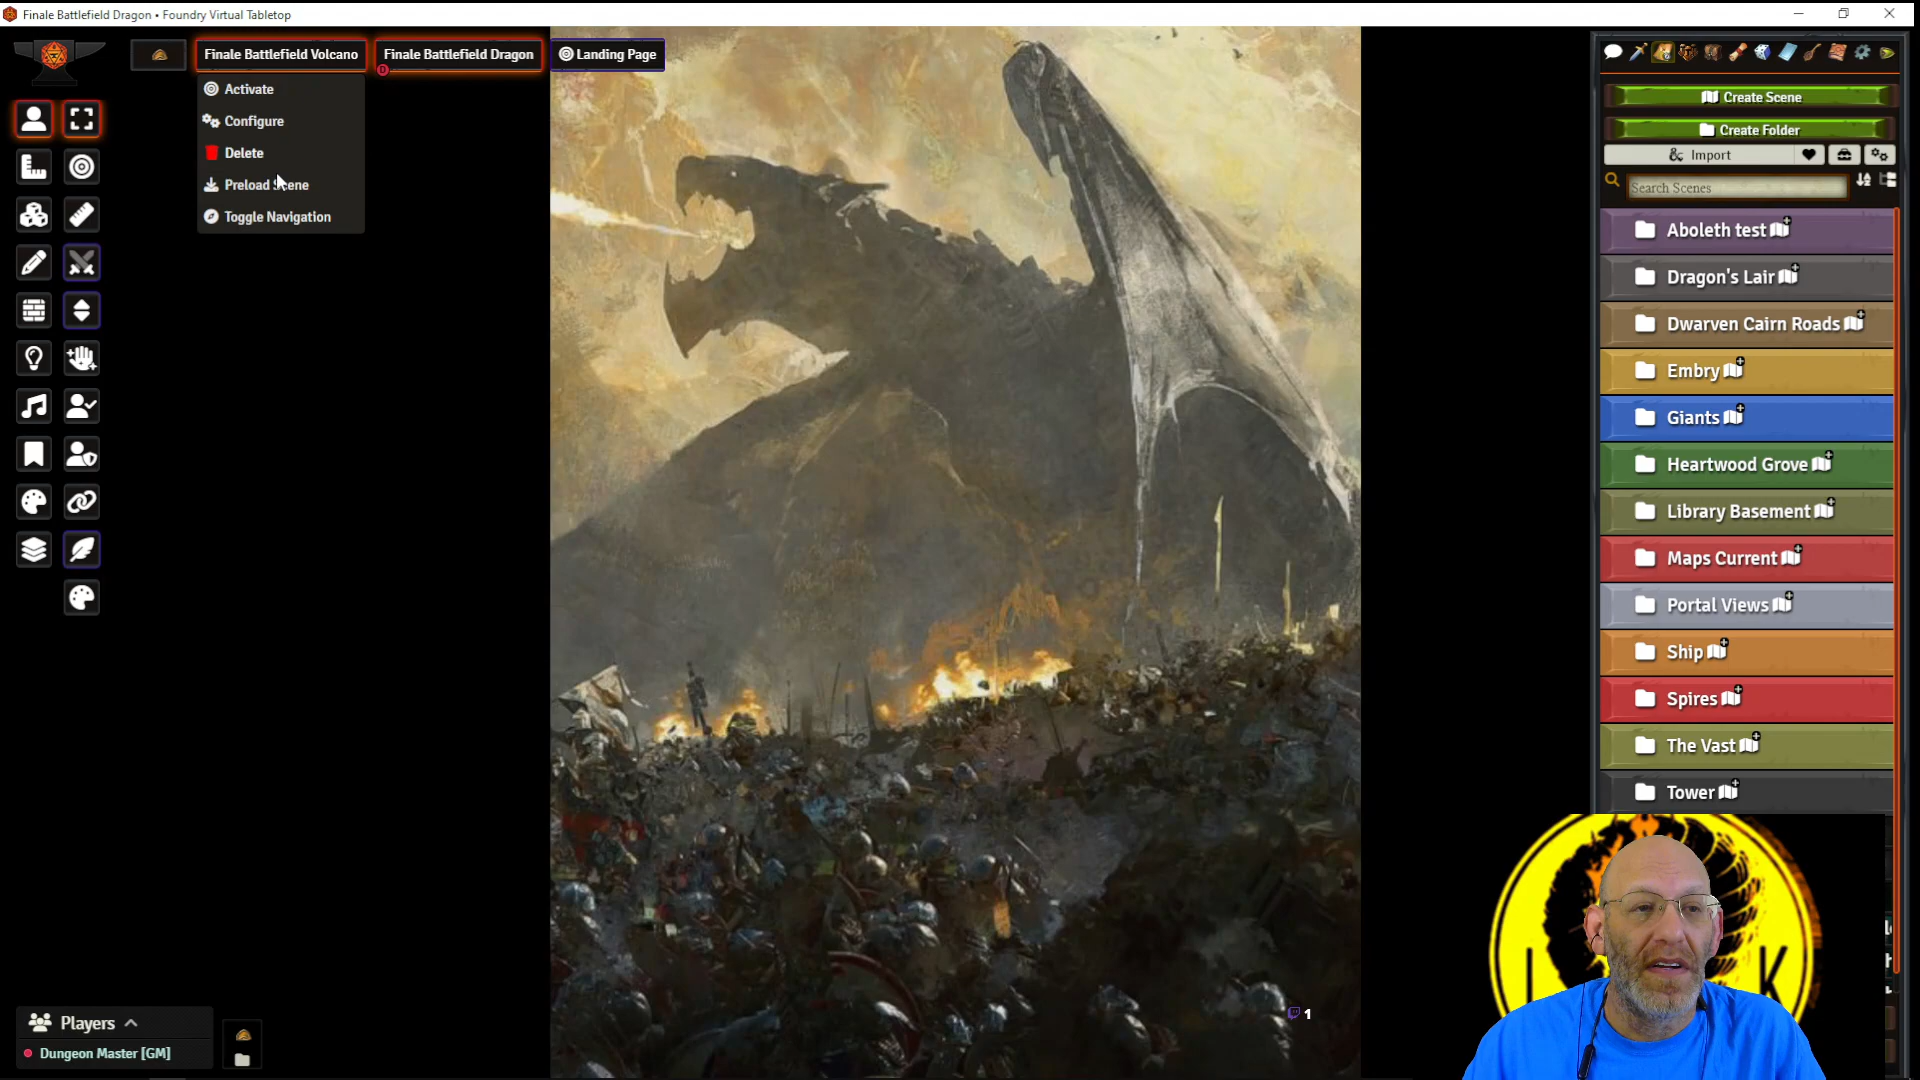 Finale Battlefield Dragon • Foundry Virtual Tabletop
Finale Battlefield Volcano
Finale Battlefield Dragon
Landing Page
D
Activate
Configure
Delete
Preload Scene
Toggle Navigation
Create Scene
Create Folder
Import
Search Scenes
Aboleth test
Dragon's Lair
Dwarven Cairn Roads
Embry
Giants
Heartwood Grove
Library Basement
Maps Current
Portal Views
Ship
Spires
The Vast
Tower
K
1
Players
Dungeon Master [GM]